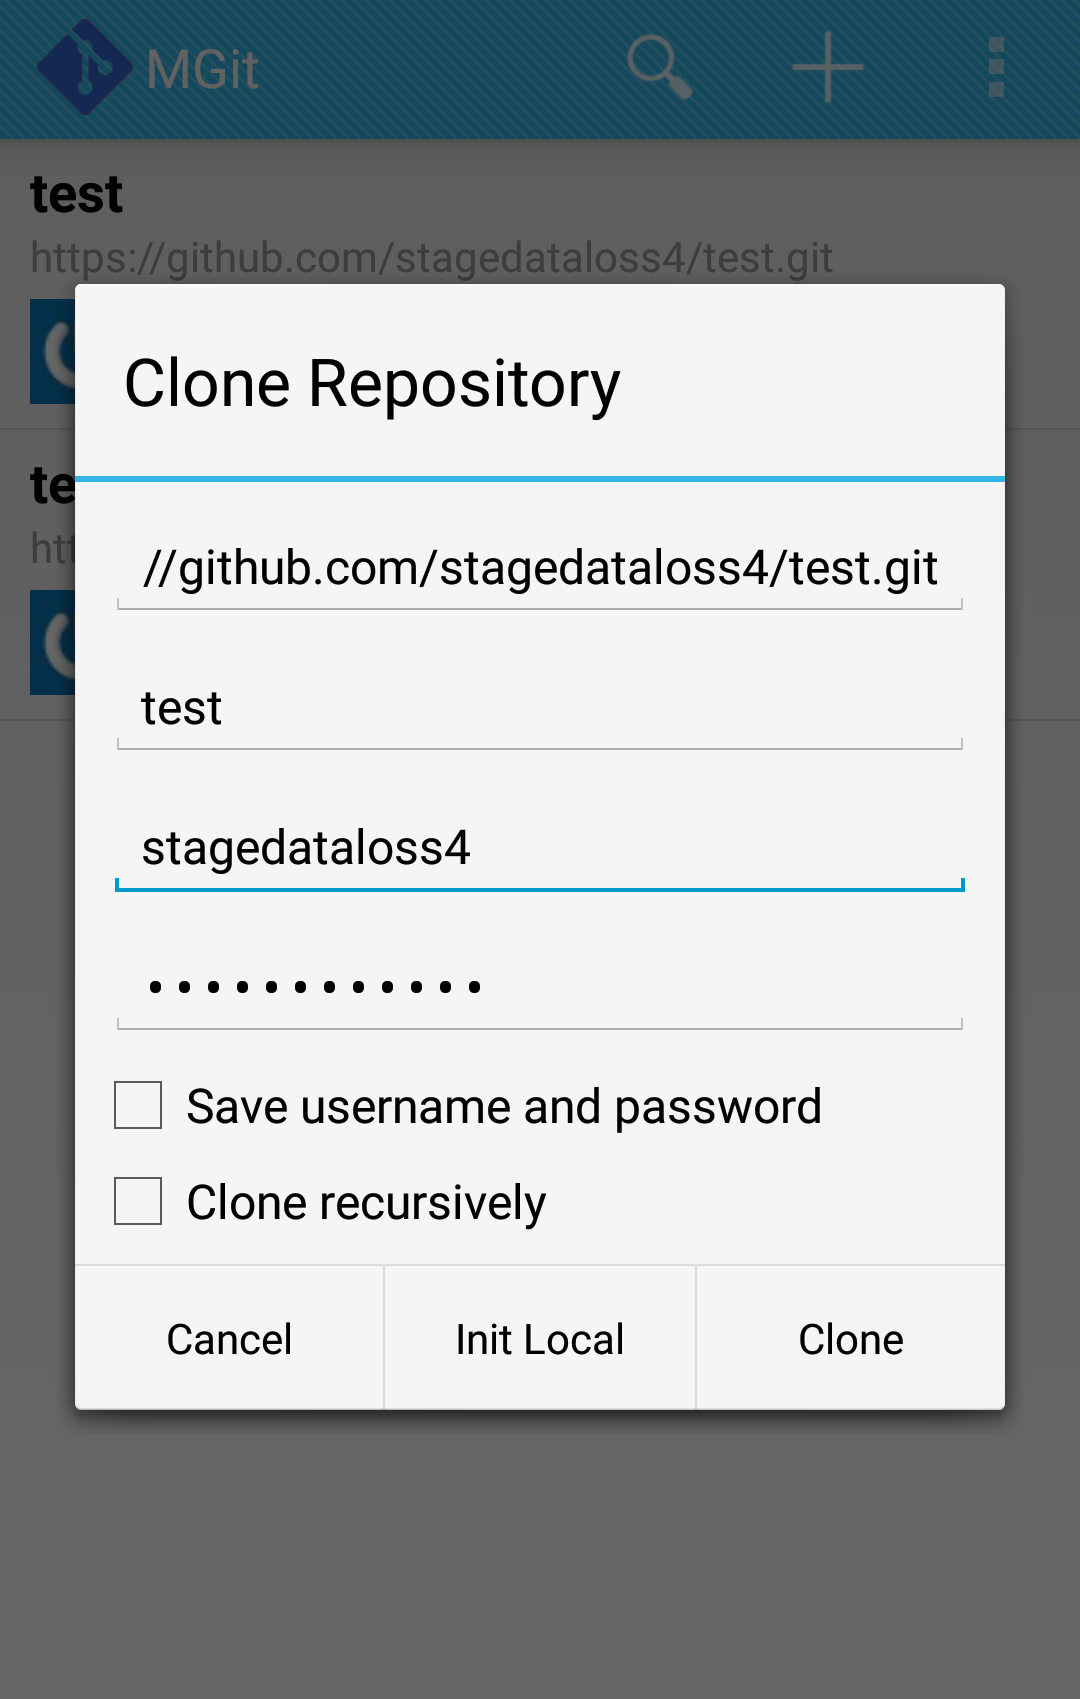 MGit
test
https://github.com/stagedataloss4/test.git
te
ht
Clone Repository
//github.com/stagedataloss4/test.git
test
stagedataloss4
••••••••••••
Save username and password
Clone recursively
Cancel
Init Local
Clone